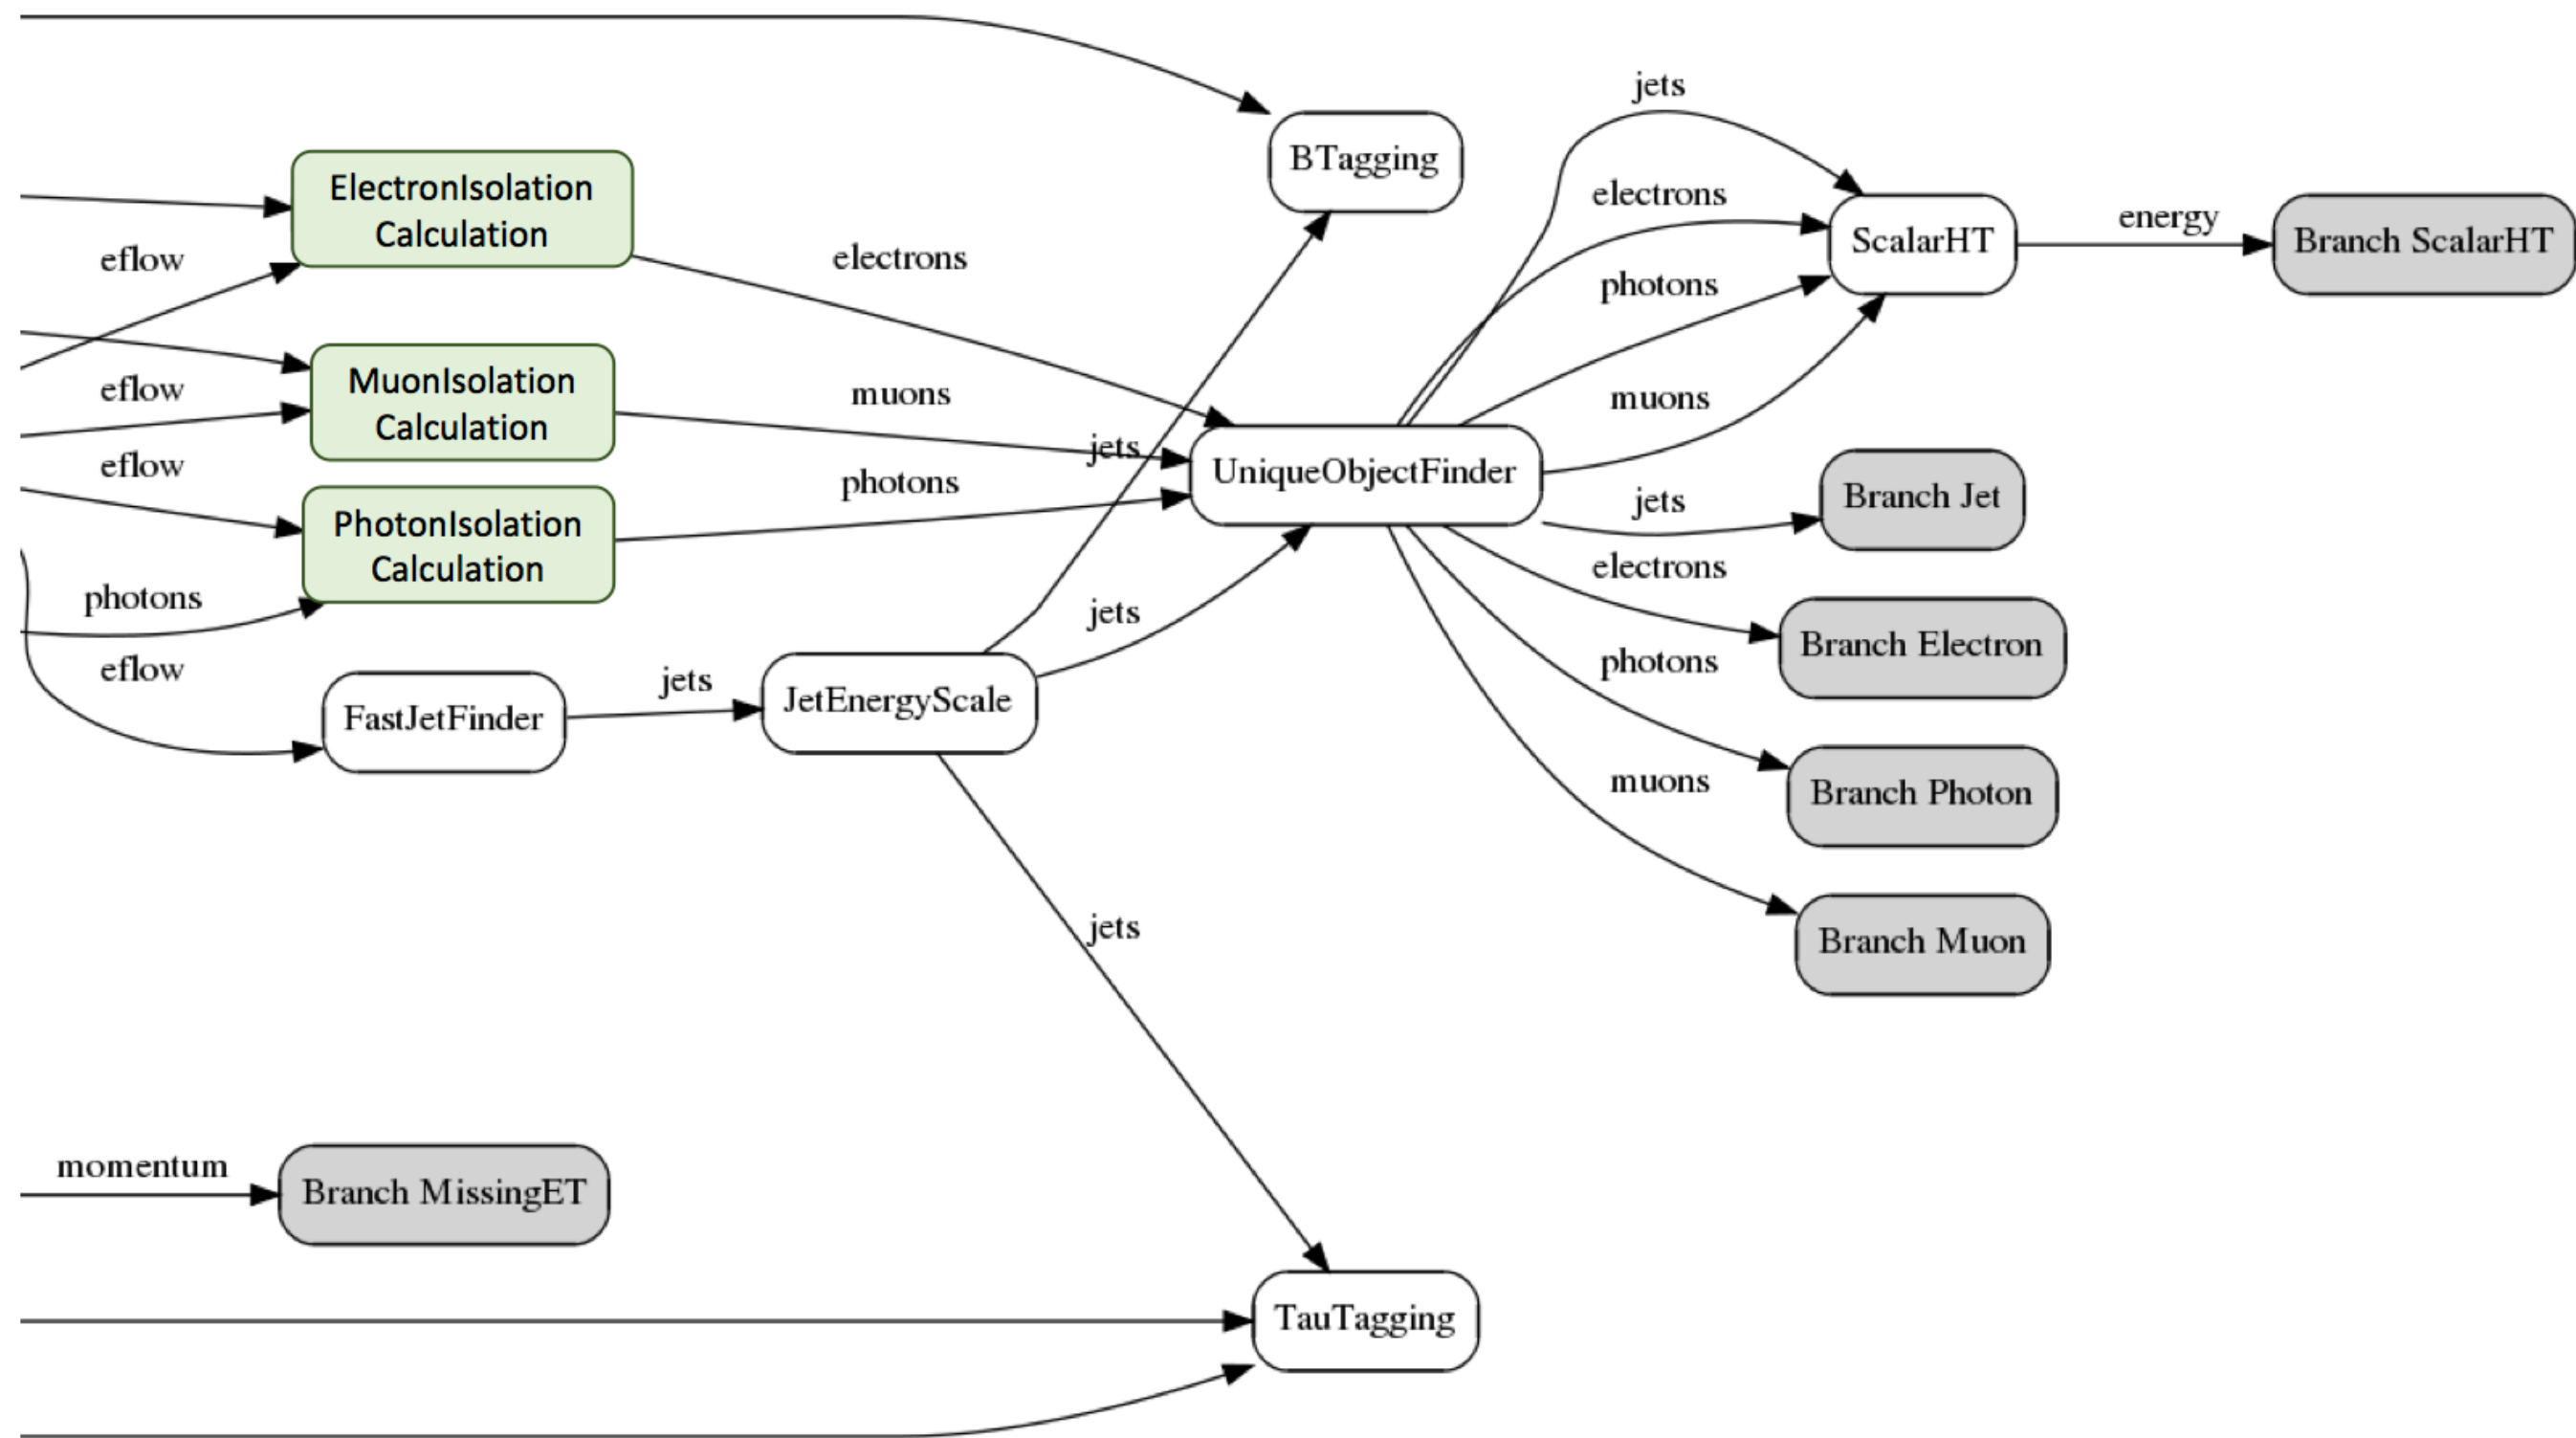 jets
BTagging
ElectronIsolation
Calculation
electrons
ScalarHT
energy
Branch ScalarHT
eflow
electrons
photons
MuonIsolation
Calculation
eflow
muons
muons
jets
UniqueObjectFinder
jets
Branch Jet
eflow
photons
PhotonIsolation
Calculation
electrons
photons
jets
Branch Electron
eflow
jets
FastJetFinder
JetEnergyScale
photons
muons
Branch Photon
jets
Branch Muon
momentum
Branch MissingET
TauTagging